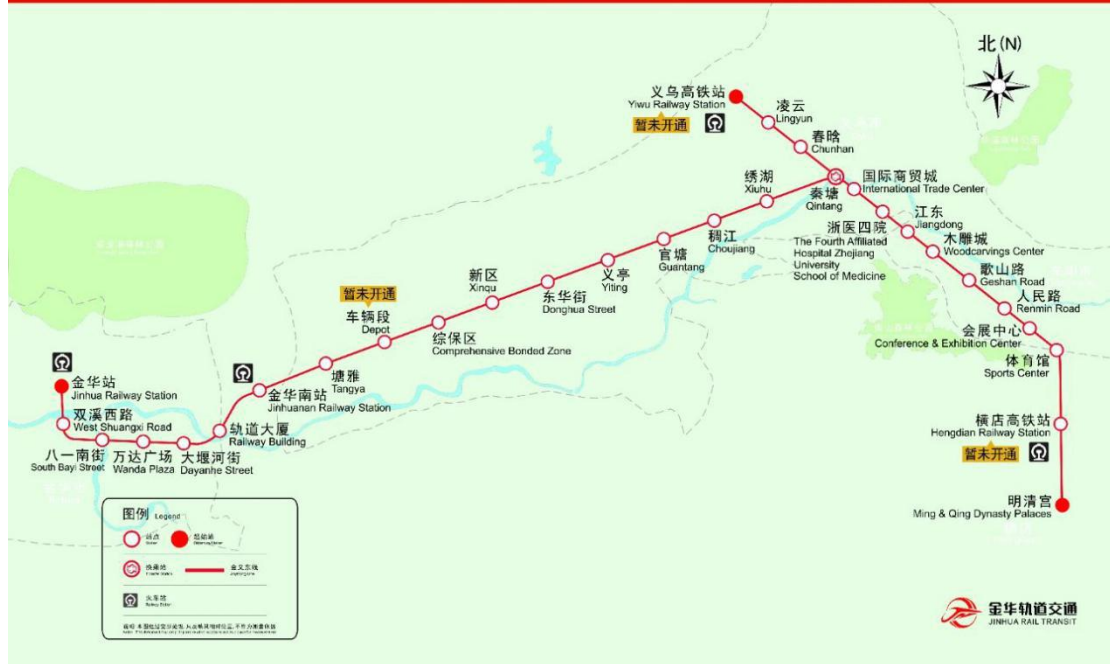 北(N)
义乌高铁站
Yiwu Railway Station
暂未开通
凌云
Lingyun
春晗
Chunhan
国际商贸城
International Trade Center
秦塘
Qintang
绣湖
Xiuhu
江东
Jiangdong
浙医四院
The Fourth Affiliated
Hospital Zhejiang
University
School of Medicine
稠江
Choujiang
木雕城
Woodcarvings Center
官塘
Guantang
歌山路
Geshan Road
义亭
Yiting
新区
Xinqu
东华街
Donghua Street
人民路
Renmin Road
暂未开通
车辆段
Depot
综保区
Comprehensive Bonded Zone
会展中心
Conference & Exhibition Center
体育馆
Sports Center
塘雅
Tangya
金华站
Jinhua Railway Station
金华南站
Jinhuanan Railway Station
双溪西路
West Shuangxi Road
轨道大厦
Railway Building
横店高铁站
Hengdian Railway Station
暂未开通
八一南街
South Bayi Street
万达广场
Wanda Plaza
大堰河街
Dayanhe Street
明清宫
Ming & Qing Dynasty Palaces
图例 Legend
站点
起始站
换乘站
金义东线
火车站
金华轨道交通
JINHUA RAIL TRANSIT